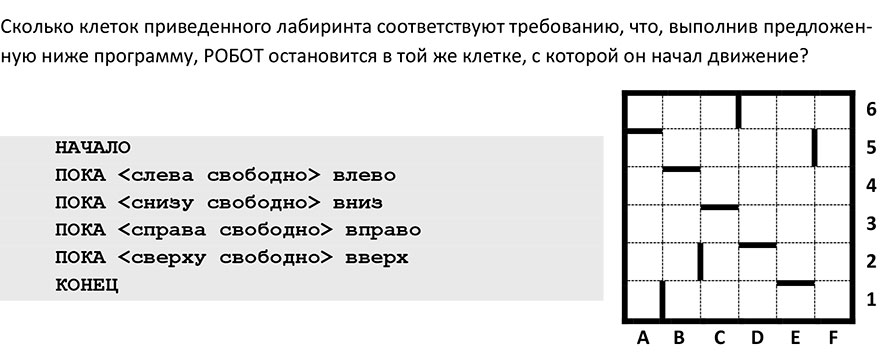 Сколько клеток приведенного лабиринта соответствуют требованию, что, выполнив предложен-
ную ниже программу, РОБОТ остановится в той же клетке, с которой он начал движение?
НАЧАЛО
ПОКА <слева свободно> влево
ПОКА <снизу свободно> вниз
ПОКА <справа свободно> вправо
ПОКА <сверху свободно> вверх
КОНЕЦ
6
5
4
3
2
1
A B C D E F